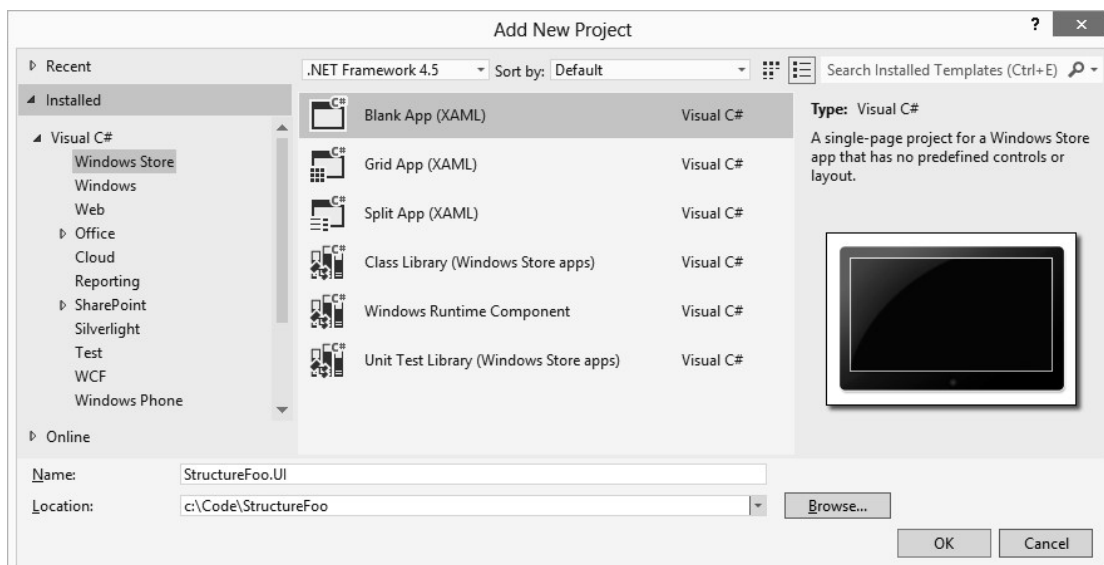 Add New Project
?
Recent
.NET Framework 4.5
Sort by: Default
Search Installed Templates (Ctrl+E)
Installed
Visual C#
Windows Store
Windows
Web
Office
Cloud
Reporting
SharePoint
Silverlight
Test
WCF
Windows Phone
Online
C# Blank App (XAML) Visual C#
C# Grid App (XAML) Visual C#
C# Split App (XAML) Visual C#
C# Class Library (Windows Store apps) Visual C#
C# Windows Runtime Component Visual C#
C# Unit Test Library (Windows Store apps) Visual C#
Type: Visual C#
A single-page project for a Windows Store
app that has no predefined controls or
layout.
Name: StructureFoo.UI
Location: c:\Code\StructureFoo
Browse...
OK
Cancel